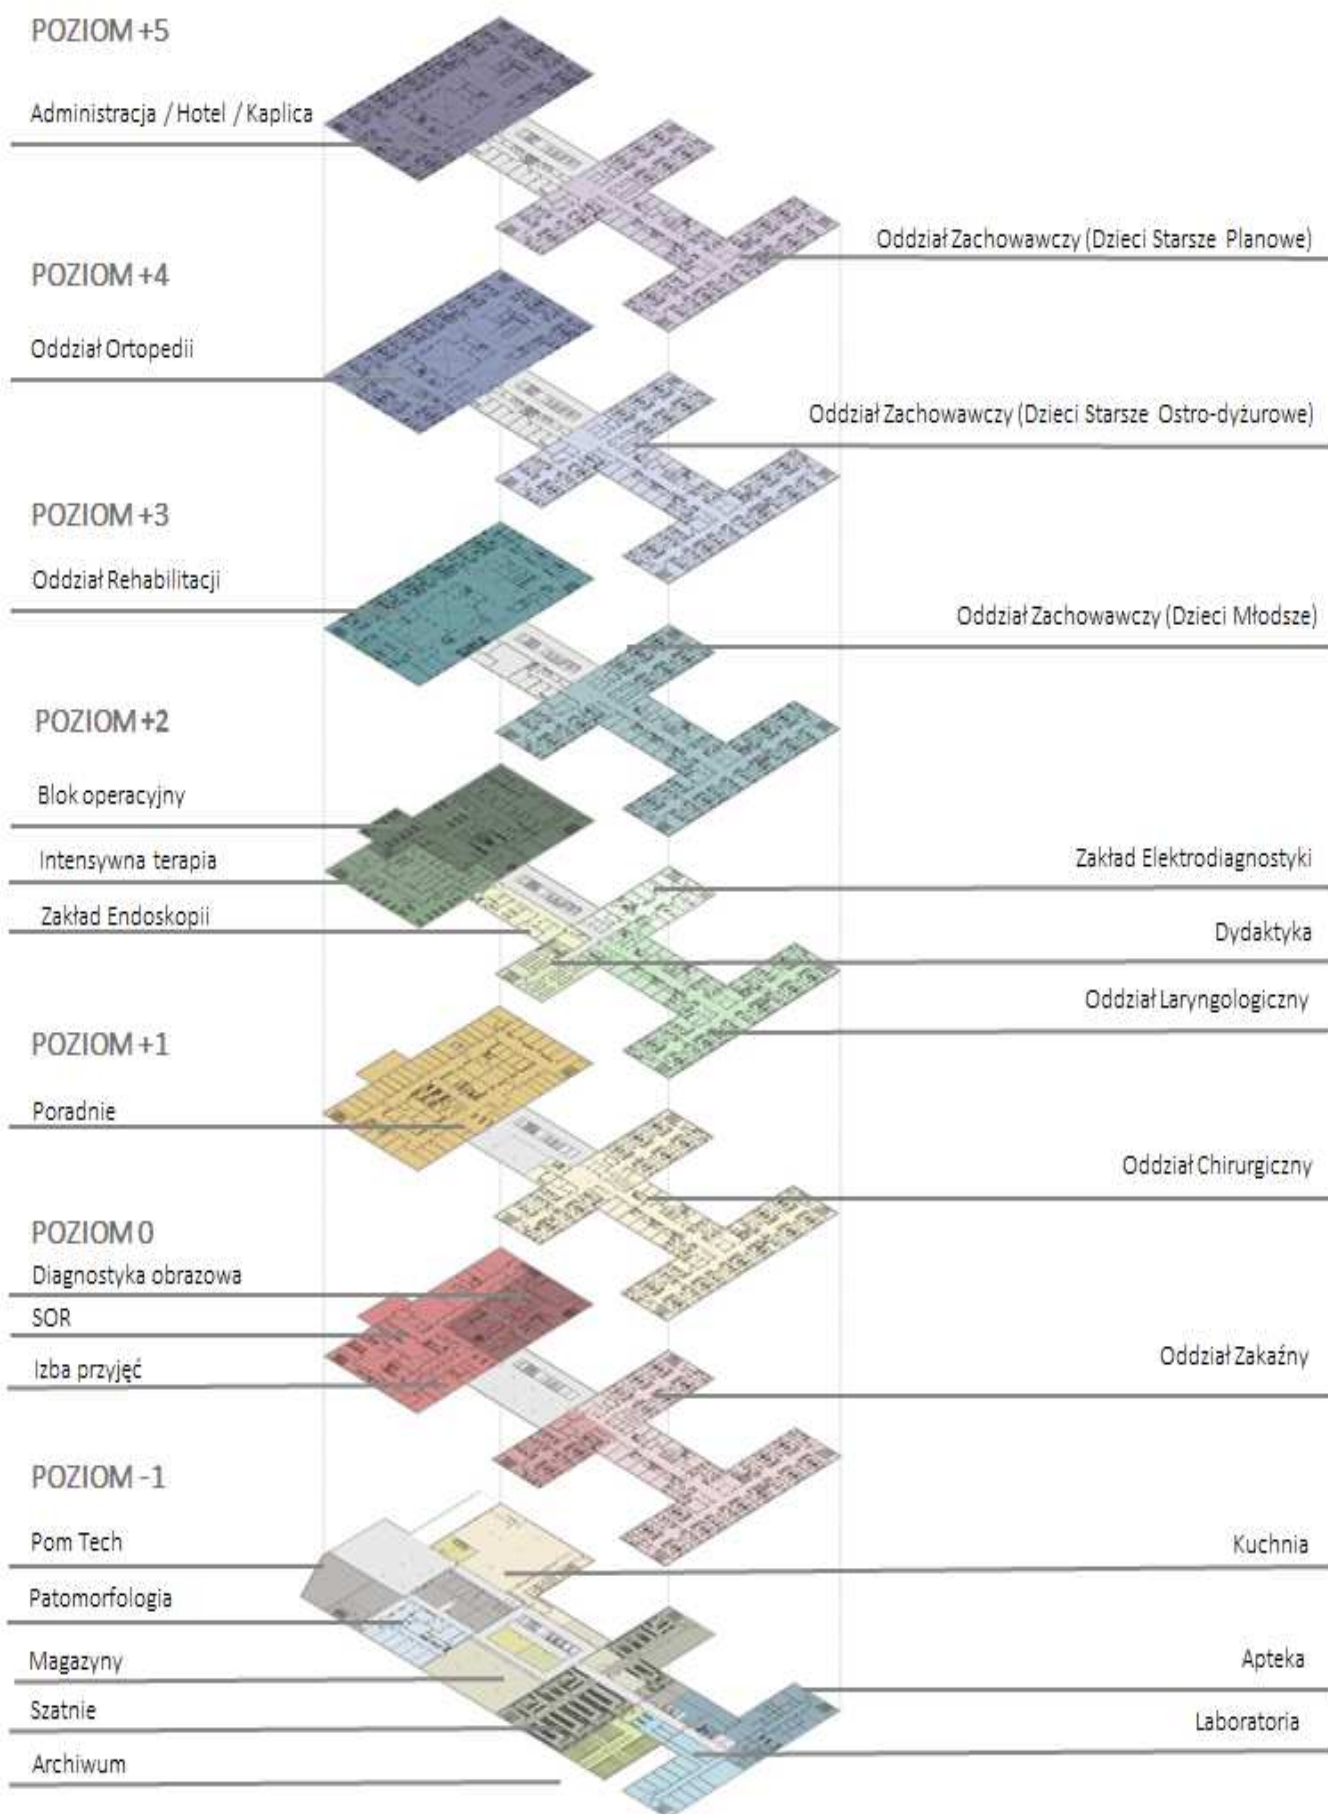 POZIOM +5
Administracja / Hotel / Kaplica
Oddział Zachowawczy (Dzieci Starsze Planowe)
POZIOM +4
Oddział Ortopedii
Oddział Zachowawczy (Dzieci Starsze Ostro-dyżurowe)
POZIOM +3
Oddział Rehabilitacji
Oddział Zachowawczy (Dzieci Młodsze)
POZIOM +2
Blok operacyjny
Intensywna terapia
Zakład Endoskopii
Zakład Elektrodiagnostyki
Dydaktyka
Oddział Laryngologiczny
POZIOM +1
Poradnie
Oddział Chirurgiczny
POZIOM 0
Diagnostyka obrazowa
SOR
Izba przyjęć
Oddział Zakaźny
POZIOM -1
Pom Tech
Patomorfologia
Magazyny
Szatnie
Archiwum
Kuchnia
Apteka
Laboratoria